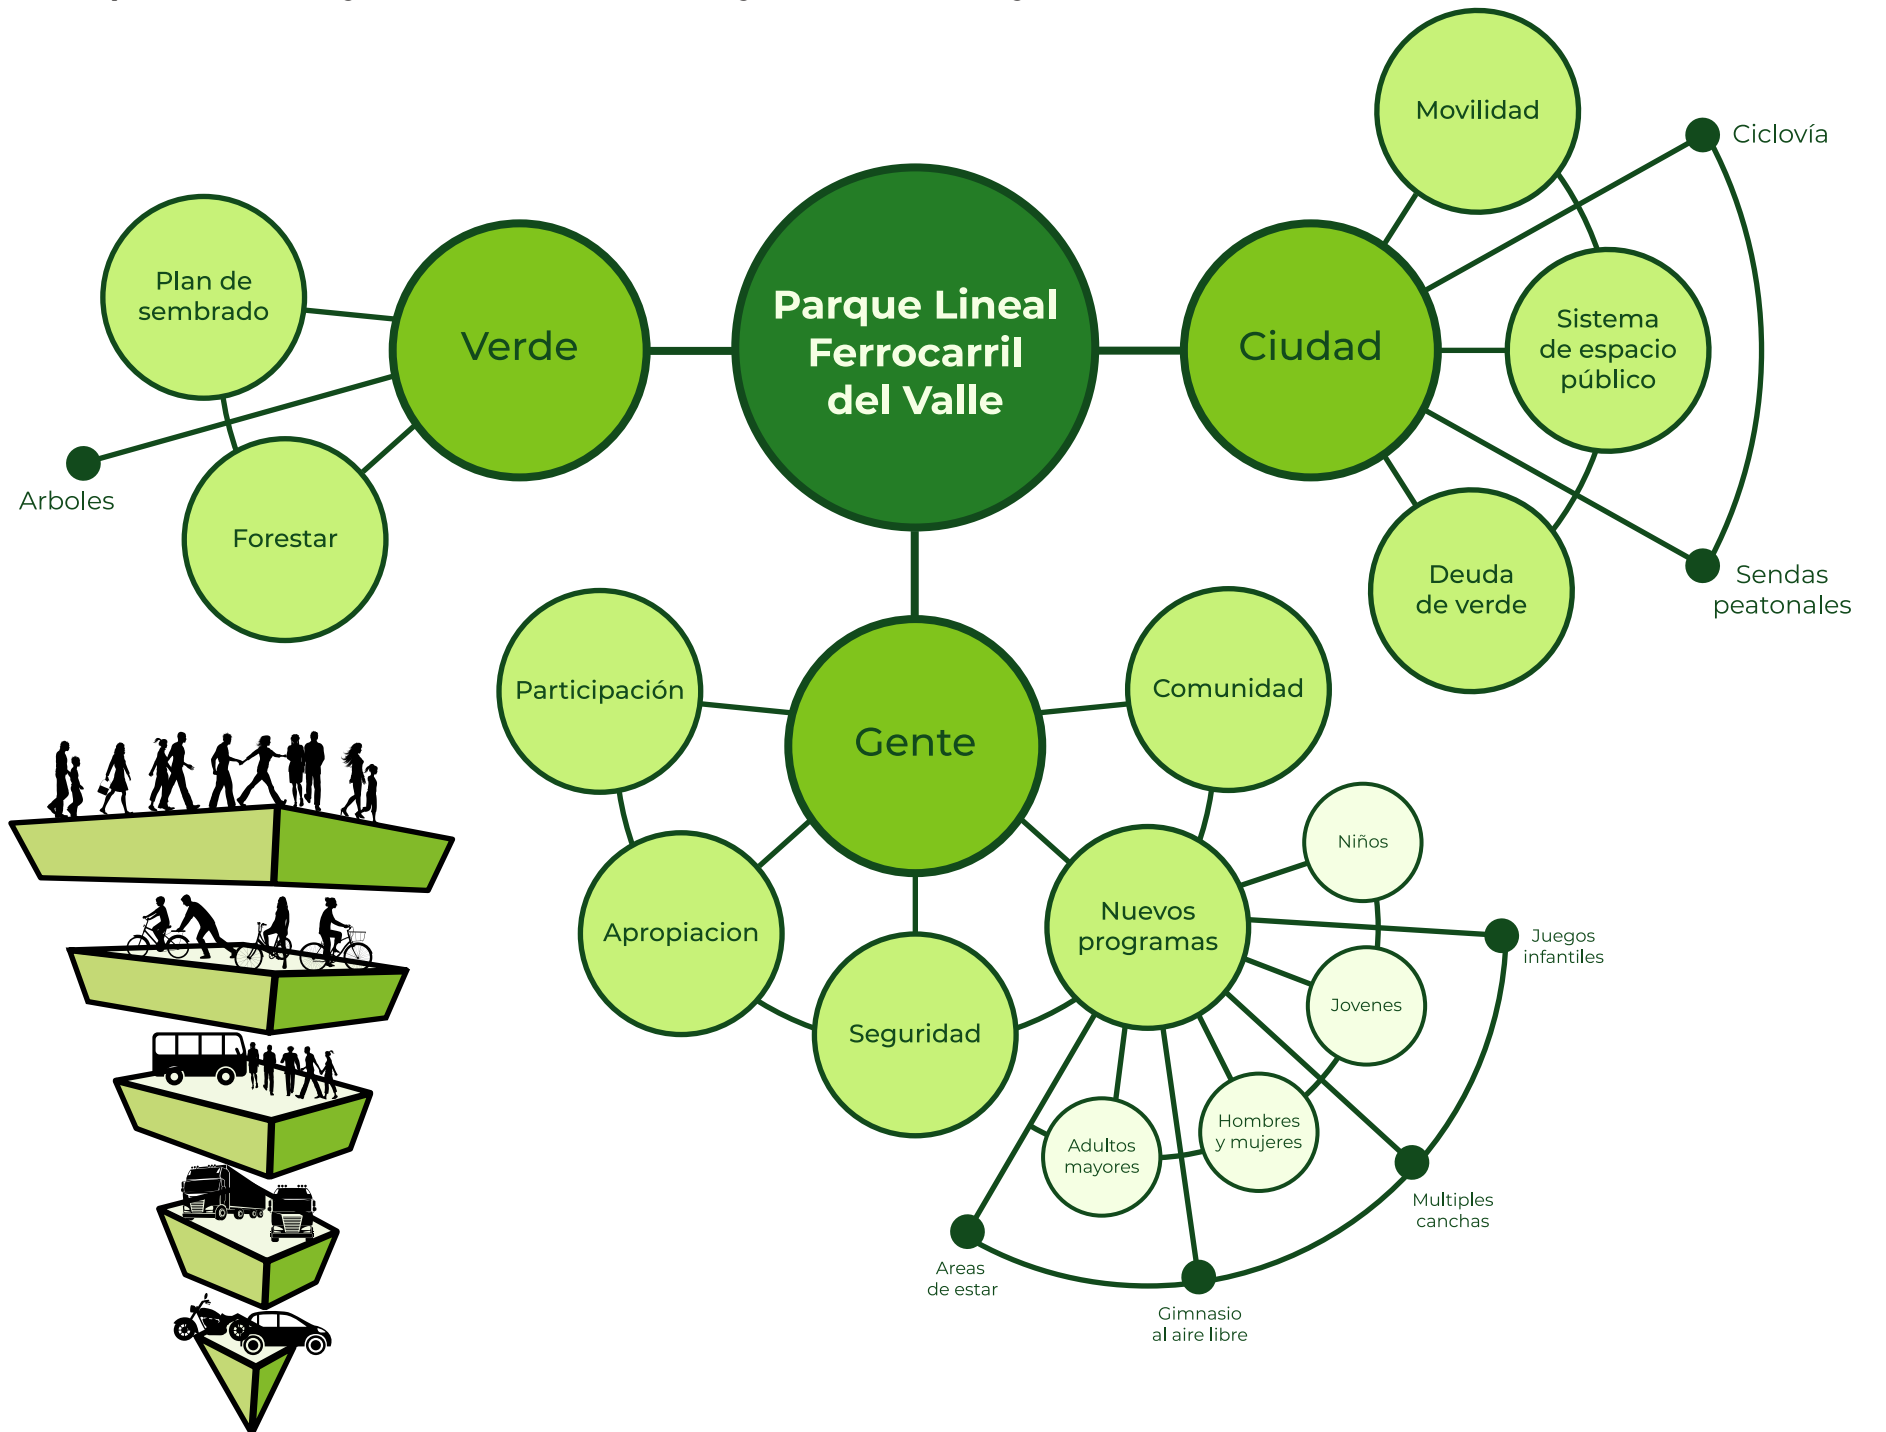 Movilidad
Ciclovía
Plan de
sembrado
Verde
Parque Lineal
Ferrocarril
del Valle
Ciudad
Sistema
de espacio
público
Arboles
Forestar
Deuda
de verde
Sendas
peatonales
Participación
Gente
Comunidad
Niños
Apropiacion
Nuevos
programas
Juegos
infantiles
Jovenes
Seguridad
Hombres
y mujeres
Adultos
mayores
Multiples
canchas
Areas
de estar
Gimnasio
al aire libre